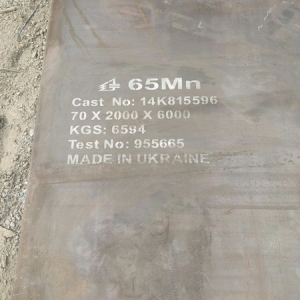 65Mn
Cast No: 14K815596
70 X 2000 X 6000
KGS: 6594
Test No: 955665
MADE IN UKRAINE